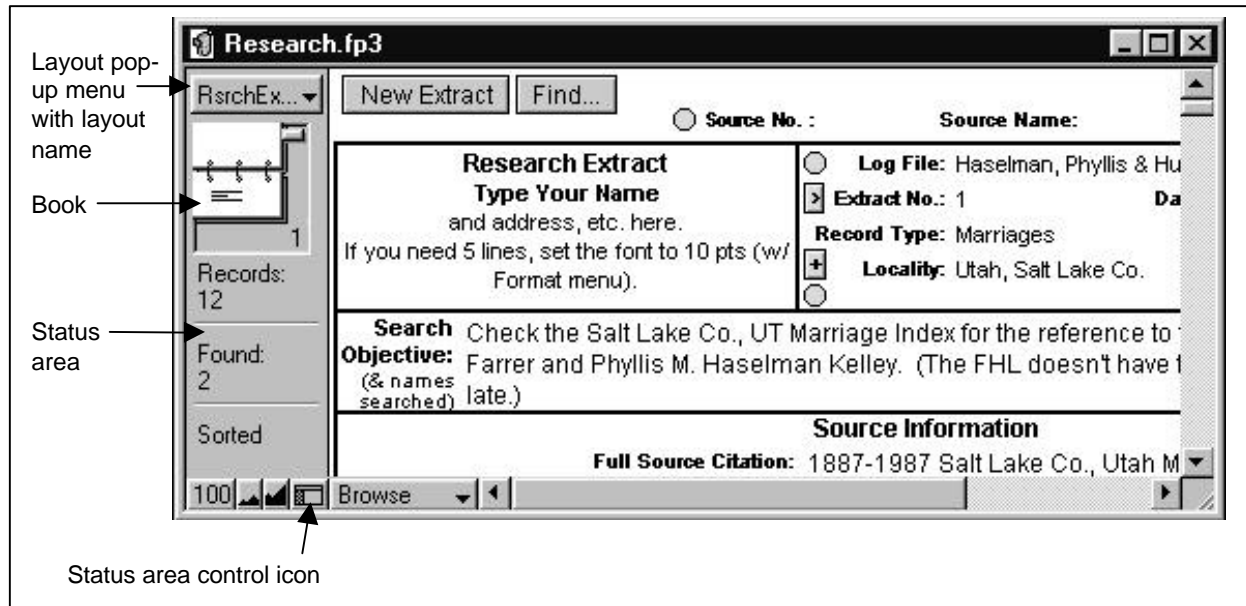 Research.fp3
Layout pop-
up menu
with layout
name
RsrchEx...
New Extract
Find...
Source No. :
Source Name:
Book
1
Research Extract
Type Your Name
and address, etc. here.
If you need 5 lines, set the font to 10 pts (w/
Format menu).
Log File: Haselman, Phyllis & Hu
> Extract No.: 1
Da
Record Type: Marriages
+ Locality: Utah, Salt Lake Co.
Records:
12
Status
area
Found:
2
Sorted
Search
Objective:
(& names
searched)
Check the Salt Lake Co., UT Marriage Index for the reference to
Farrer and Phyllis M. Haselman Kelley. (The FHL doesn't have
late.)
Source Information
Full Source Citation: 1887-1987 Salt Lake Co., Utah M
100
Browse
Status area control icon